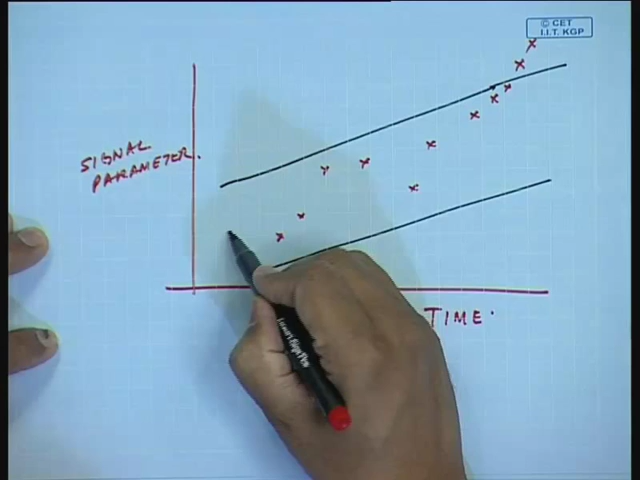 © CET
I.I.T. KGP
SIGNAL
PARAMETER.
TIME.